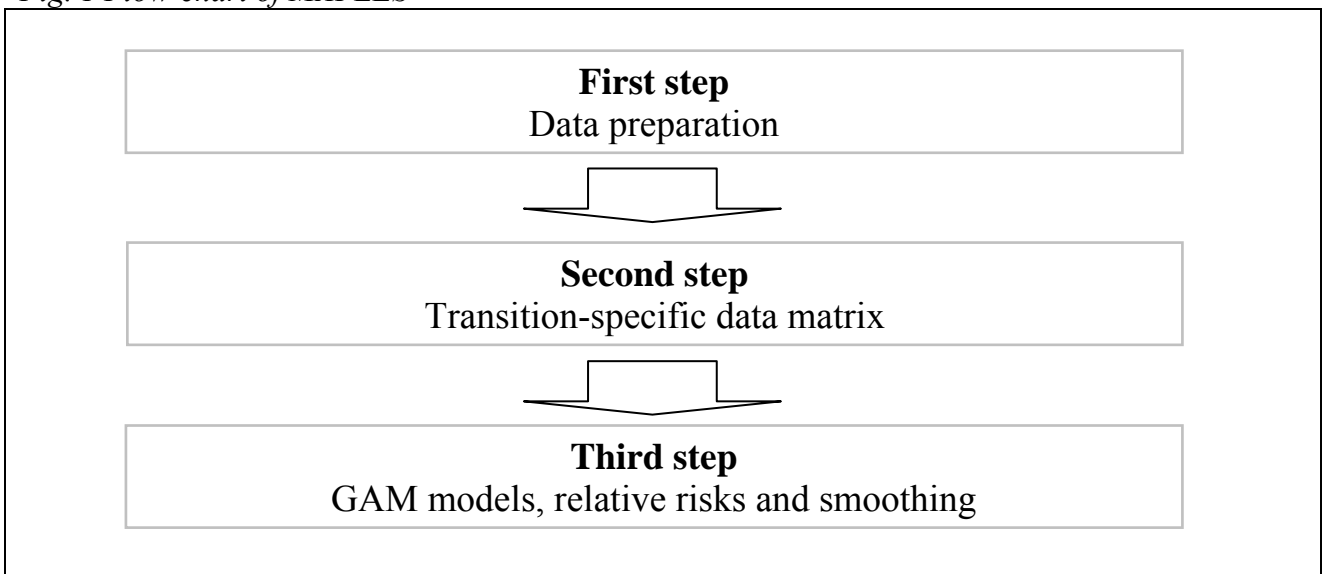 First step
Data preparation
Second step
Transition-specific data matrix
Third step
GAM models, relative risks and smoothing